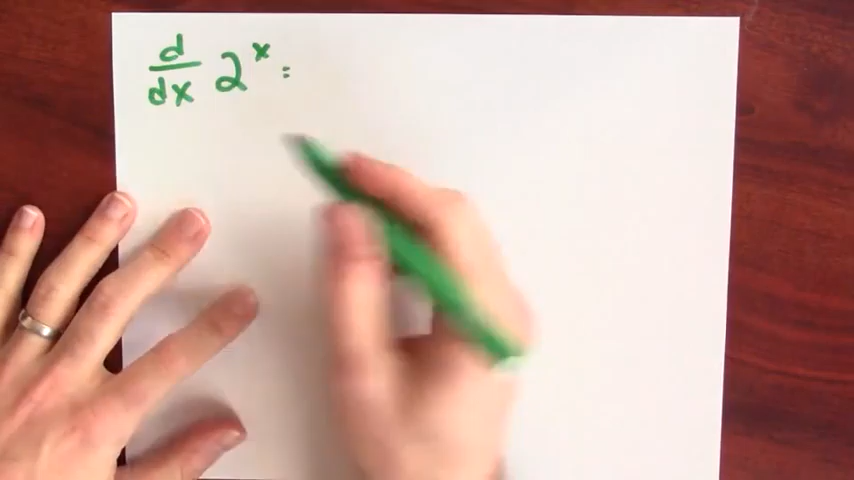 d/dx 2^x =